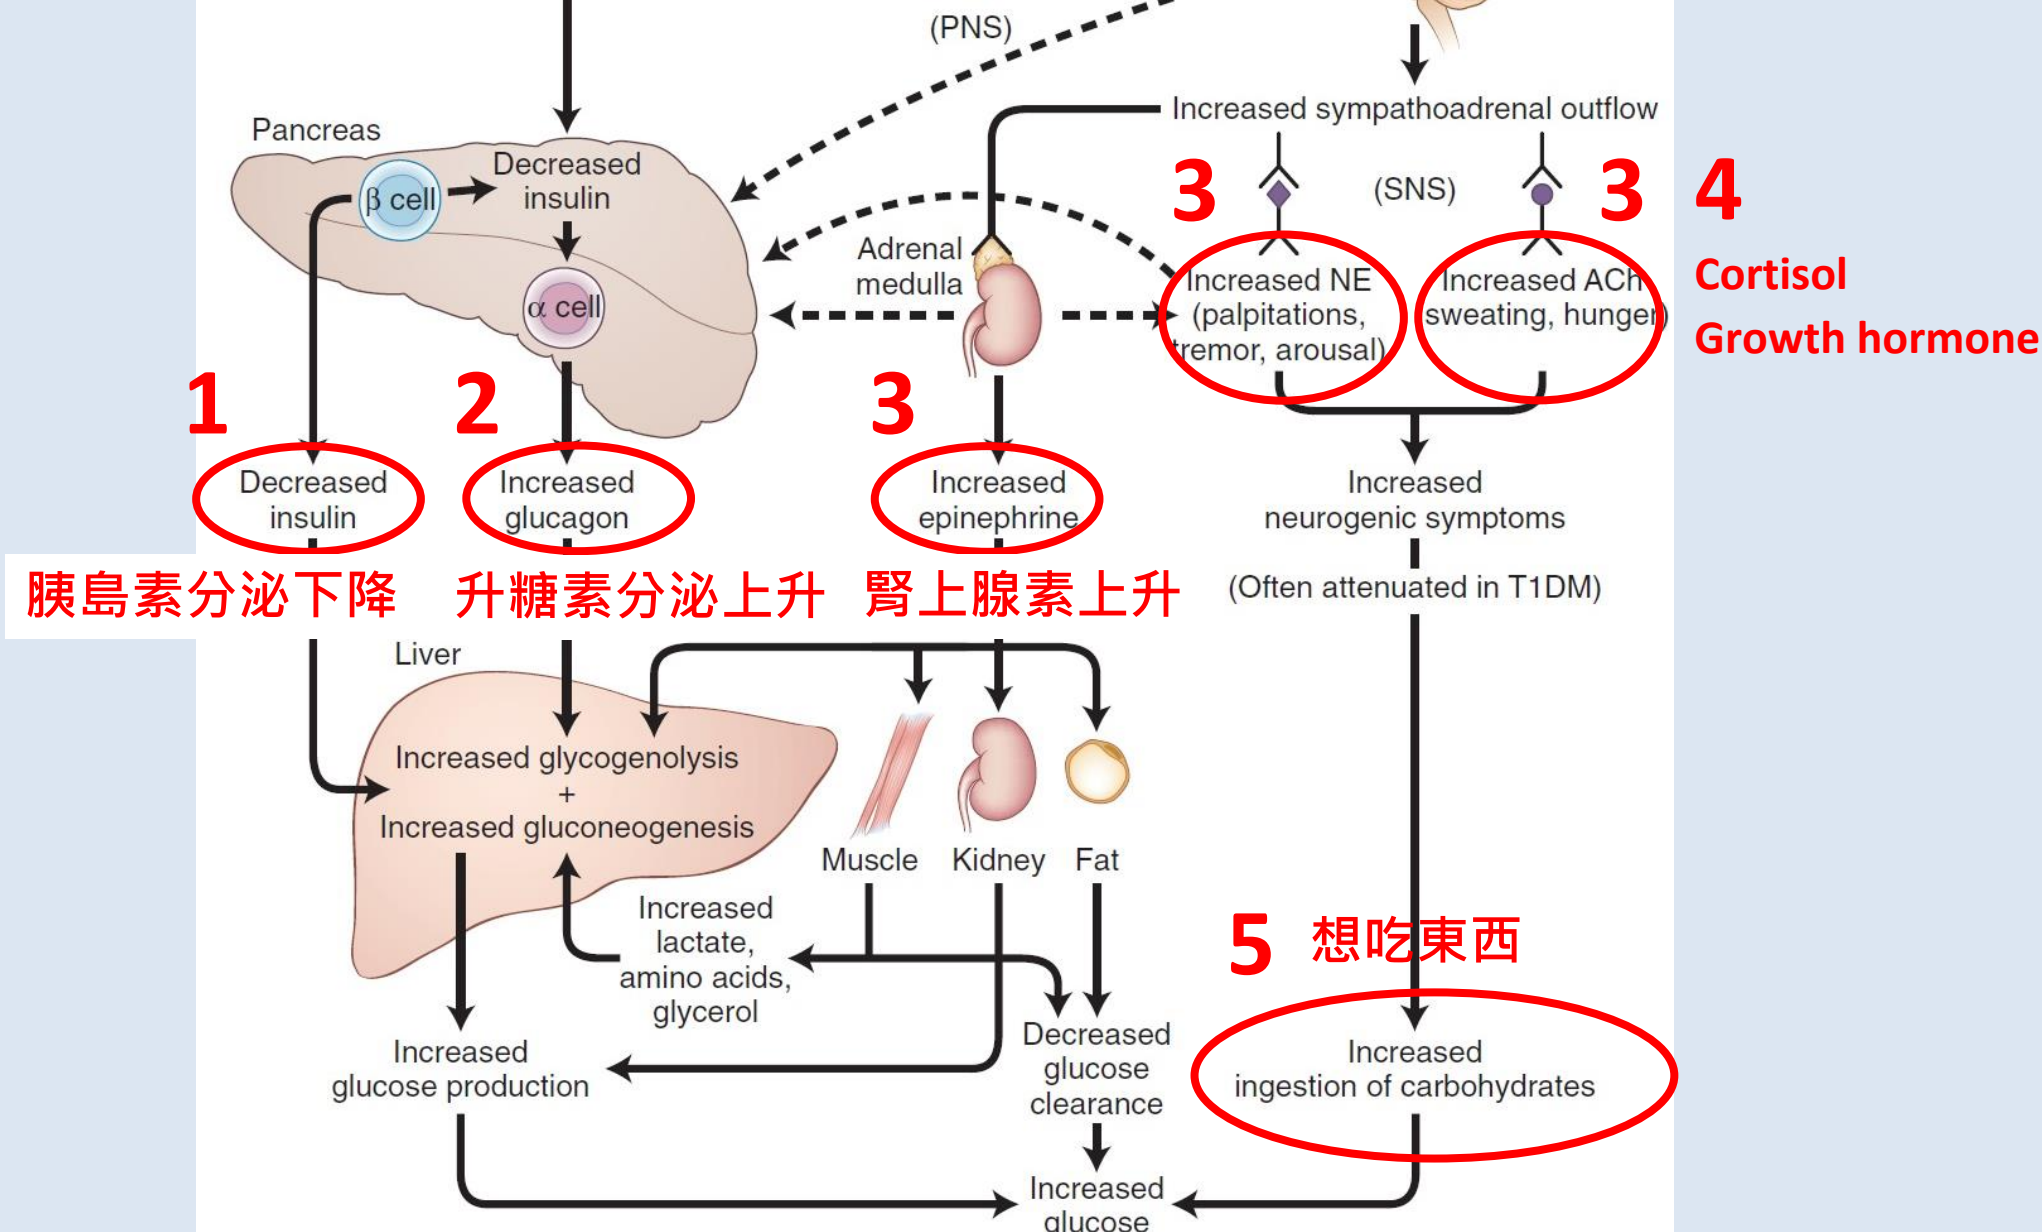 (PNS)
Increased sympathoadrenal outflow
Pancreas
Decreased
insulin
β cell
α cell
Adrenal
medulla
3
(SNS)
3
4
Increased NE
(palpitations,
tremor, arousal)
Increased ACh
sweating, hunger)
Cortisol
Growth hormone
1
2
3
Decreased
insulin
Increased
glucagon
Increased
epinephrine
Increased
neurogenic symptoms
胰島素分泌下降
升糖素分泌上升
腎上腺素上升
(Often attenuated in T1DM)
Liver
Increased glycogenolysis
+
Increased gluconeogenesis
Muscle
Kidney
Fat
Increased
lactate,
amino acids,
glycerol
5
想吃東西
Increased
glucose production
Decreased
glucose
clearance
Increased
ingestion of carbohydrates
Increased
glucose